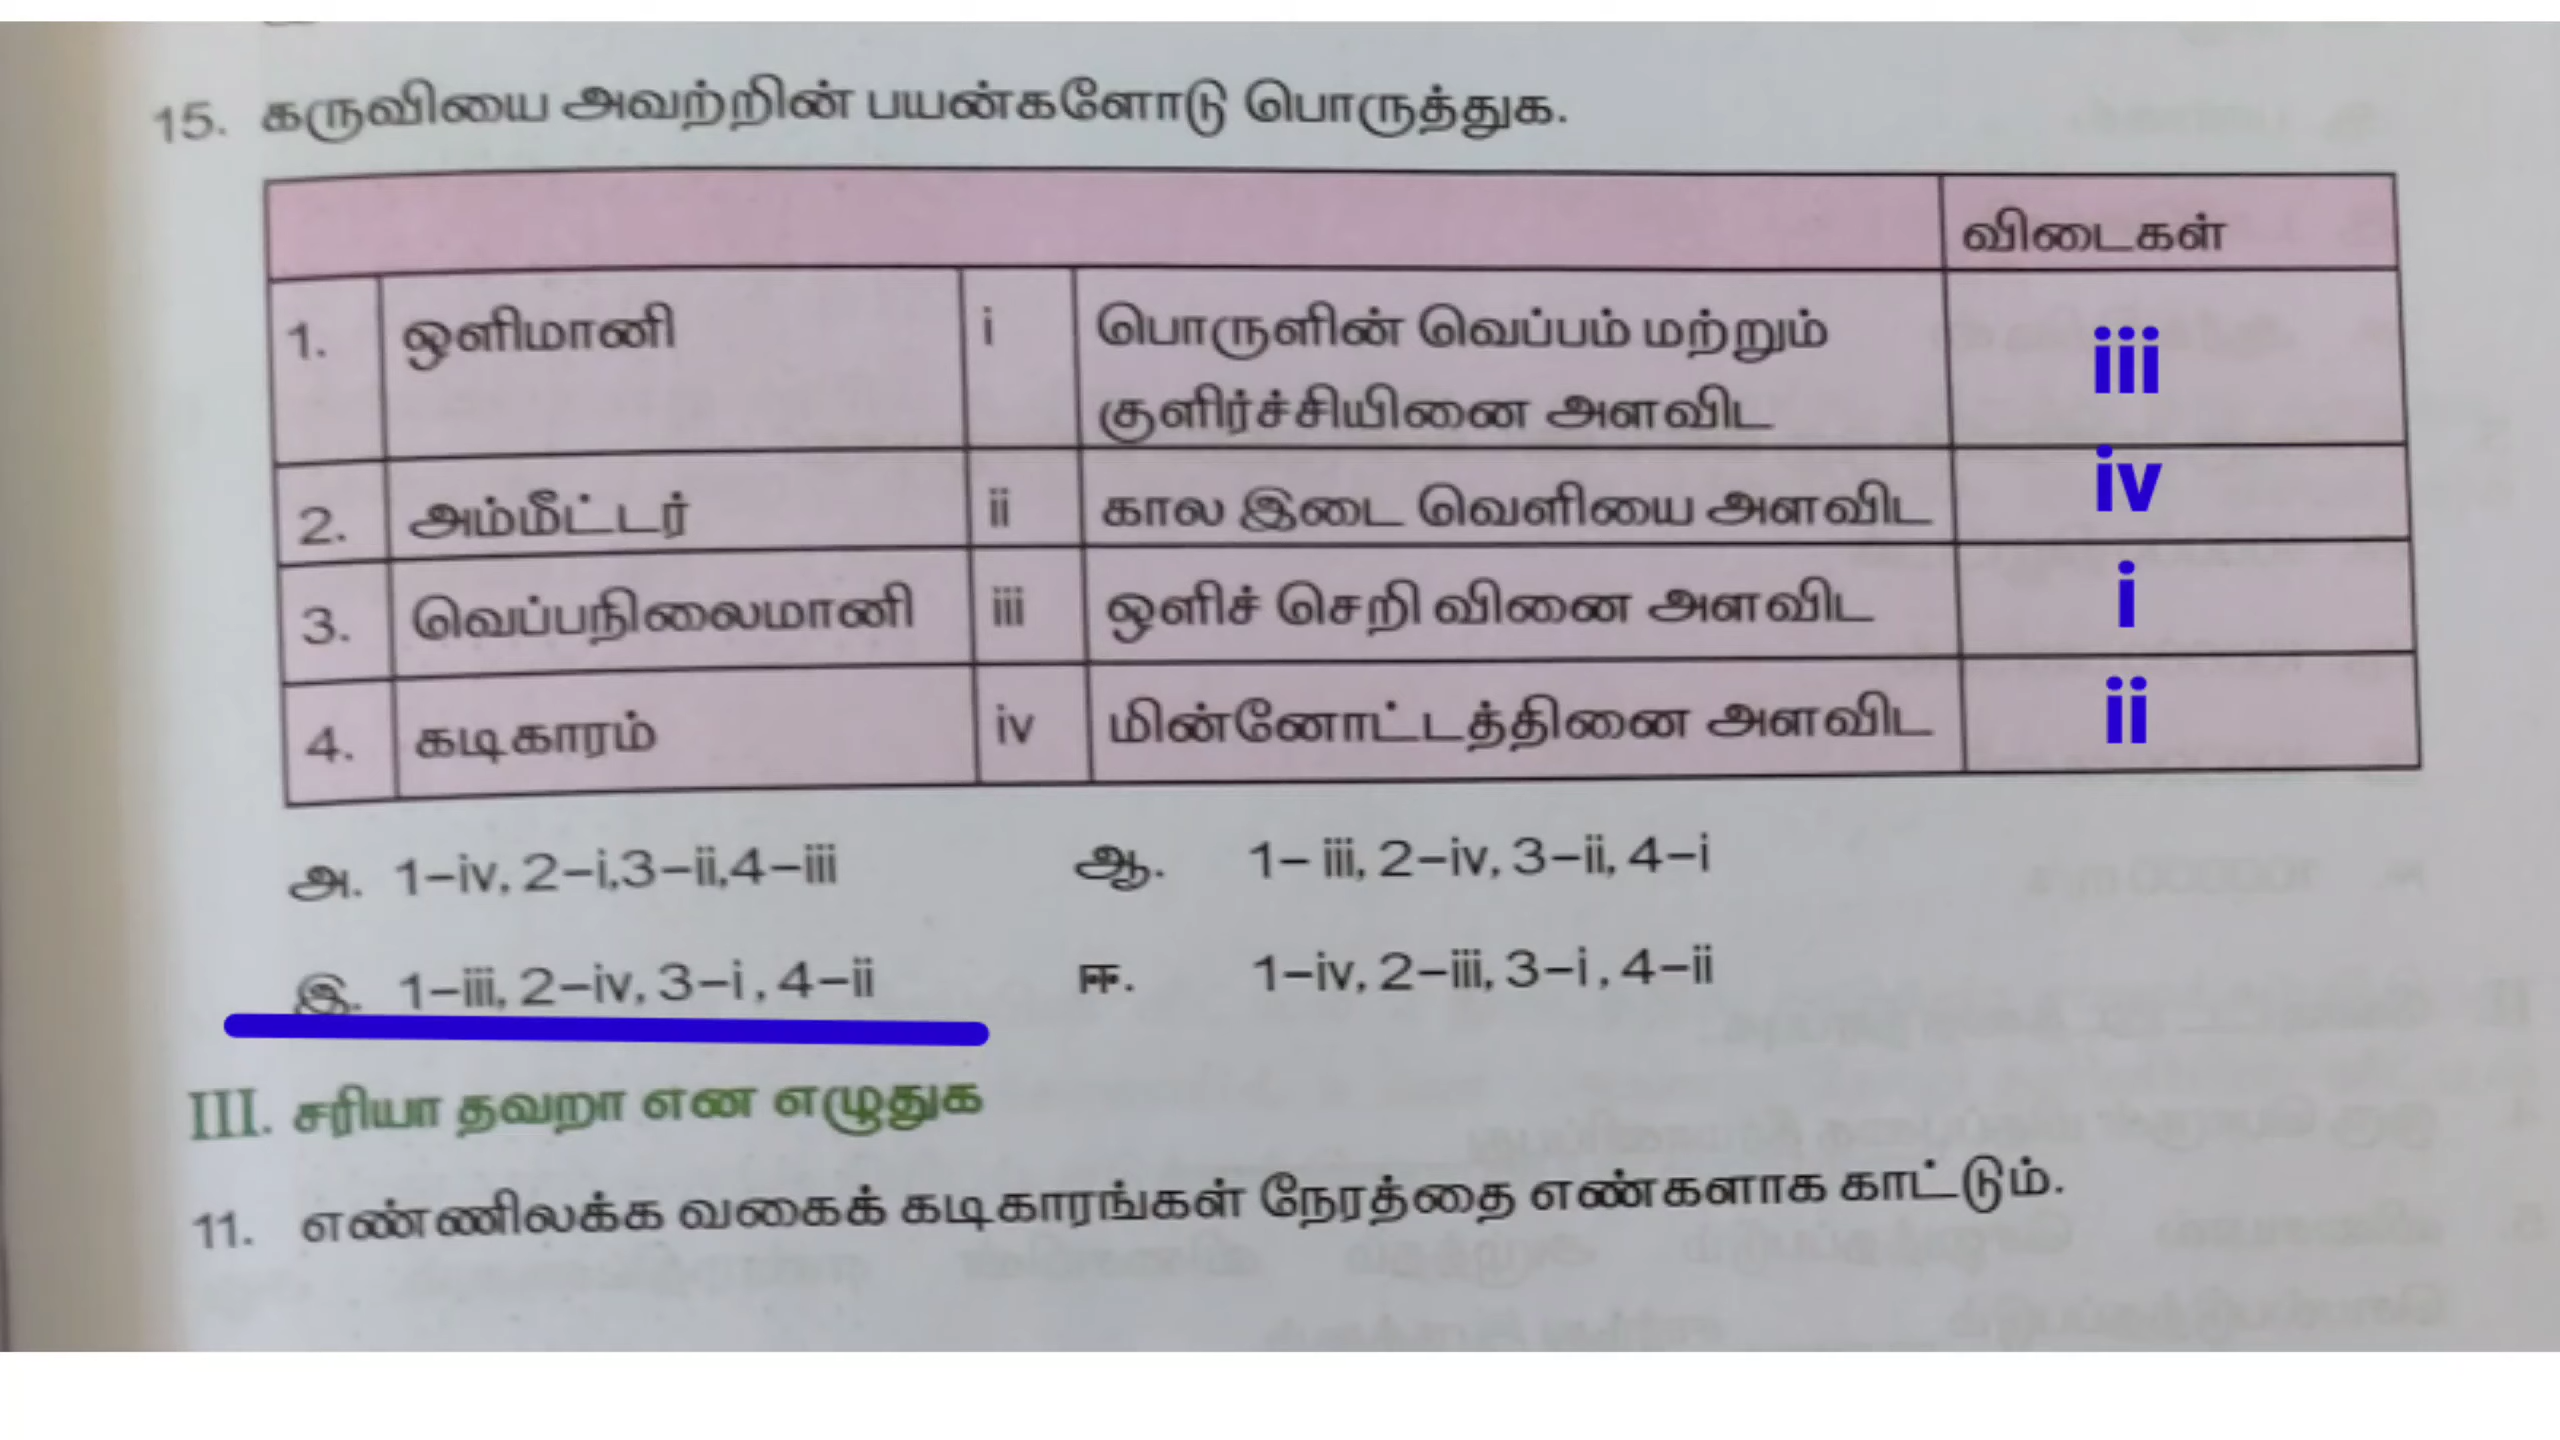 15. கருவியை அவற்றின் பயன்களோடு பொருத்துக.
விடைகள்
1. ஒளிமானி i பொருளின் வெப்பம் மற்றும் குளிர்ச்சியினை அளவிட iii
2. அம்மீட்டர் ii கால இடை வெளியை அளவிட iv
3. வெப்பநிலைமானி iii ஒளிச் செறி வினை அளவிட i
4. கடிகாரம் iv மின்னோட்டத்தினை அளவிட ii
அ. 1–iv, 2–i,3–ii,4–iii ஆ. 1– iii, 2–iv, 3–ii, 4–i
இ. 1–iii, 2–iv, 3–i , 4–ii ஈ. 1–iv, 2–iii, 3–i , 4–ii
III. சரியா தவறா என எழுதுக
11. எண்ணிலக்க வகைக் கடிகாரங்கள் நேரத்தை எண்களாக காட்டும்.